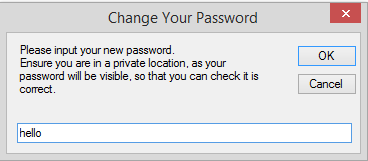 Change Your Password
Please input your new password.
Ensure you are in a private location, as your
password will be visible, so that you can check it is
correct.
OK
Cancel
hello